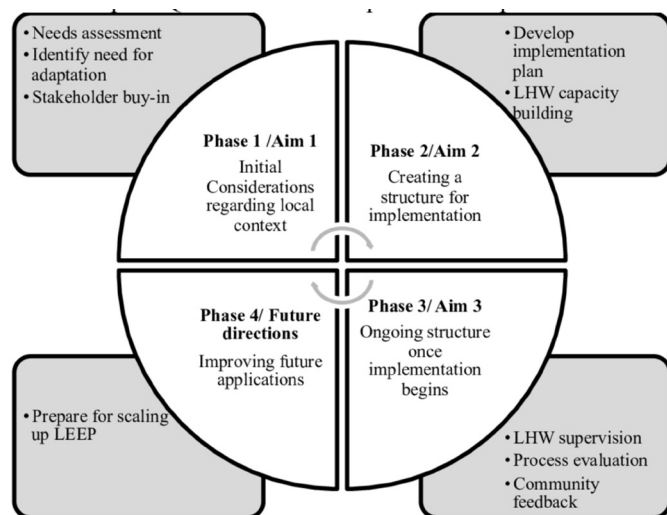 • Needs assessment
• Identify need for
adaptation
• Stakeholder buy-in
• Develop
implementation
plan
• LHW capacity
building
Phase 1 /Aim 1
Initial
Considerations
regarding local
context
Phase 2/Aim 2
Creating a
structure for
implementation
Phase 4/ Future
directions
Improving future
applications
Phase 3/ Aim 3
Ongoing structure
once
implementation
begins
• Prepare for scaling
up LEEP
• LHW supervision
• Process evaluation
• Community
feedback